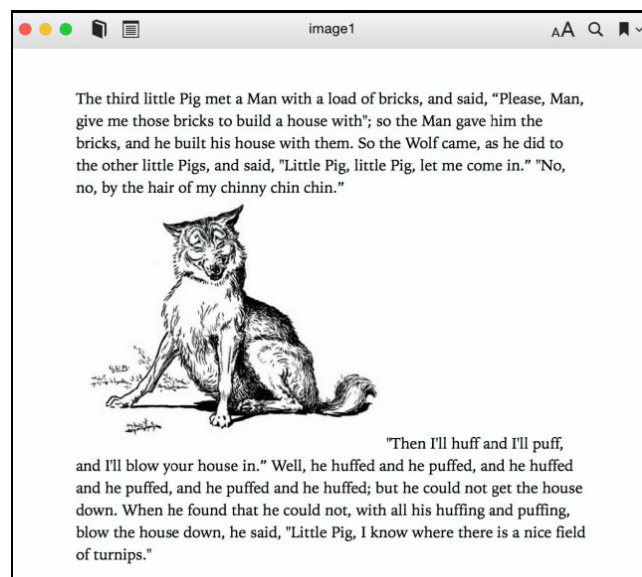 image1
AA
The third little Pig met a Man with a load of bricks, and said, “Please, Man,
give me those bricks to build a house with"; so the Man gave him the
bricks, and he built his house with them. So the Wolf came, as he did to
the other little Pigs, and said, "Little Pig, little Pig, let me come in.” "No,
no, by the hair of my chinny chin chin.”
"Then I'll huff and I'll puff,
and I'll blow your house in.” Well, he huffed and he puffed, and he huffed
and he puffed, and he puffed and he huffed; but he could not get the house
down. When he found that he could not, with all his huffing and puffing,
blow the house down, he said, "Little Pig, I know where there is a nice field
of turnips."